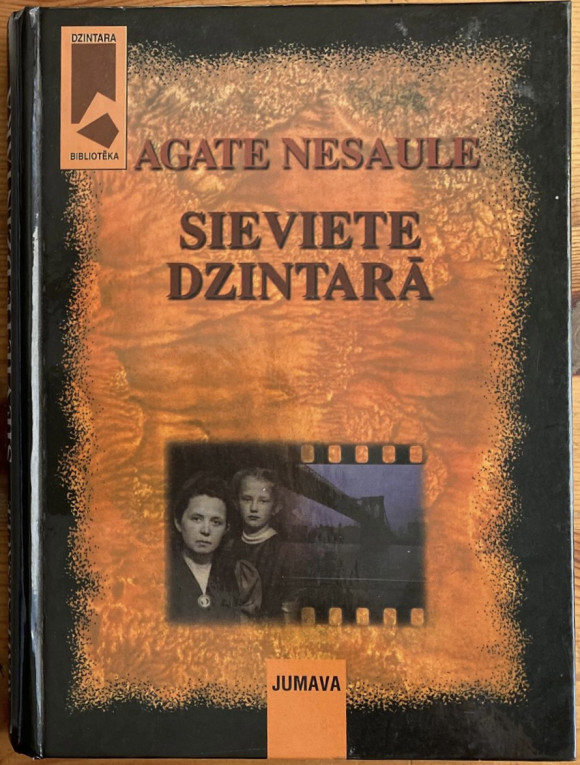 DZINTARA
BIBLIOTĒKA
AGATE NESAULE
SIEVIETE
DZINTARĀ
JUMAVA